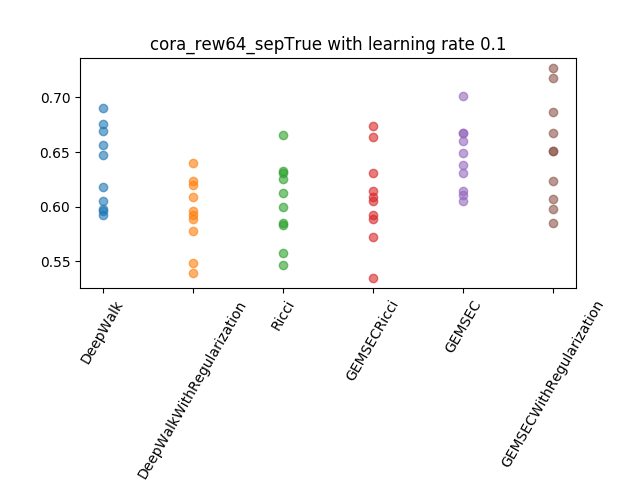 cora_rew64_sepTrue with learning rate 0.1
0.70
0.65
0.60
0.55
DeepWalk
DeepWalkWithRegularization
Ricci
GEMSECRicci
GEMSEC
GEMSECWithRegularization